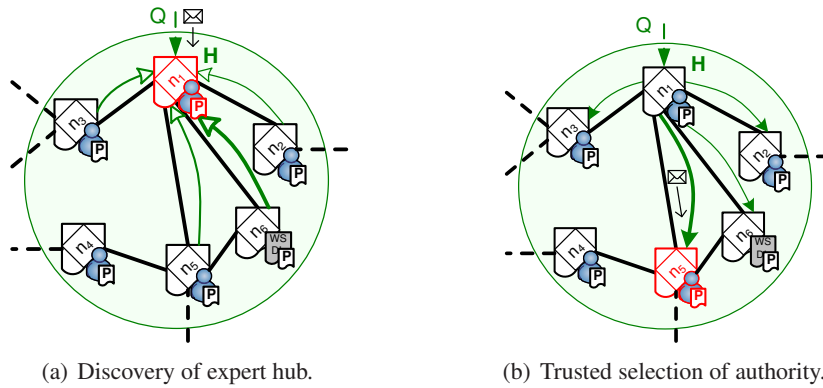 Q
H
n1
P
n3
P
n2
P
n6
WS
D
P
n4
P
n5
P
(a) Discovery of expert hub.
Q
H
n1
P
n3
P
n2
P
n6
WS
D
P
n4
P
n5
P
(b) Trusted selection of authority.